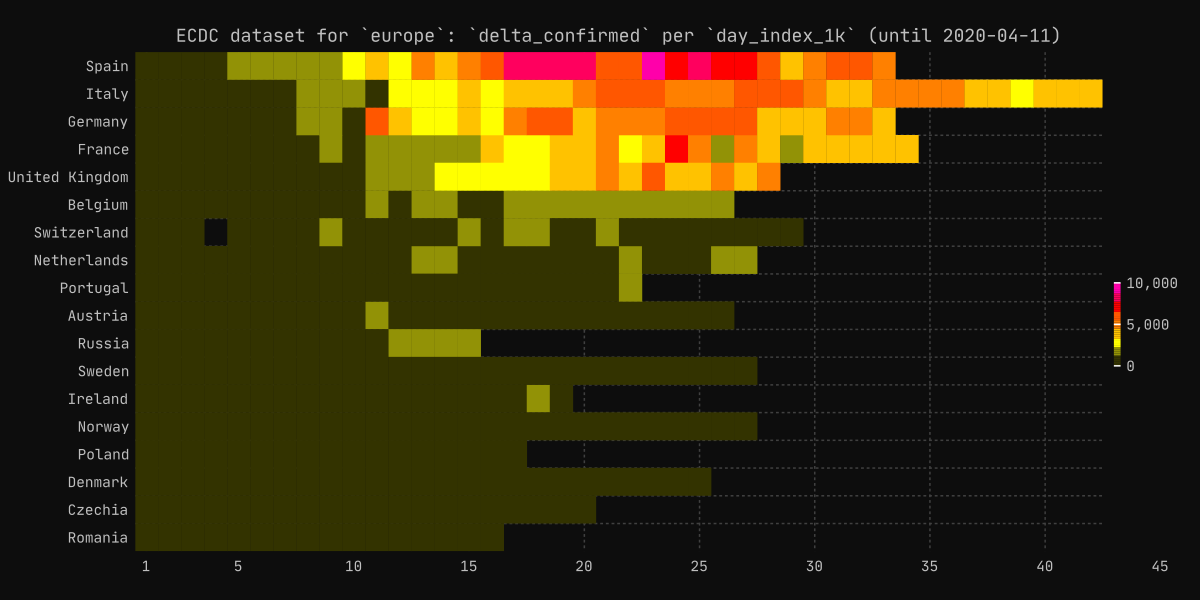 ECDC dataset for `europe`: `delta_confirmed` per `day_index_1k` (until 2020-04-11)
Spain
Italy
Germany
France
United Kingdom
Belgium
Switzerland
Netherlands
Portugal
Austria
Russia
Sweden
Ireland
Norway
Poland
Denmark
Czechia
Romania
1 5 10 15 20 25 30 35 40 45
10,000
5,000
0